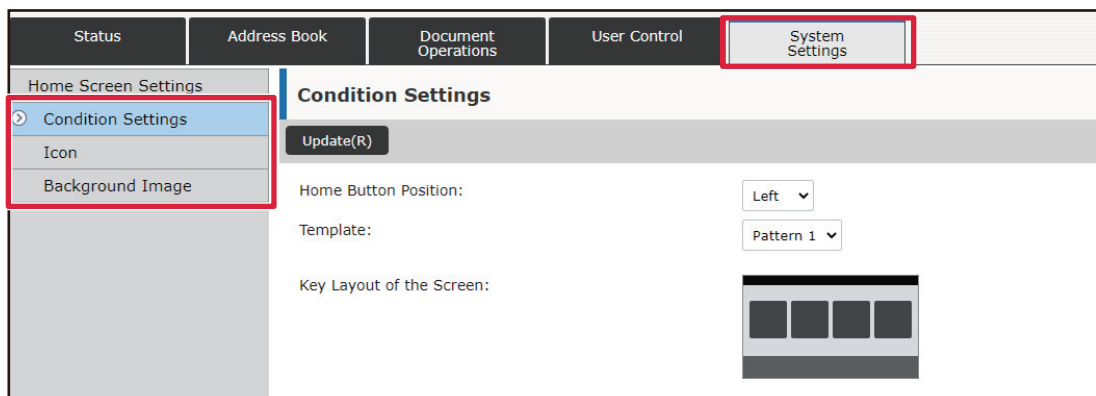 Status
Address Book
Document
Operations
User Control
System
Settings
Home Screen Settings
Condition Settings
Icon
Background Image
Condition Settings
Update(R)
Home Button Position:
Left
Template:
Pattern 1
Key Layout of the Screen: